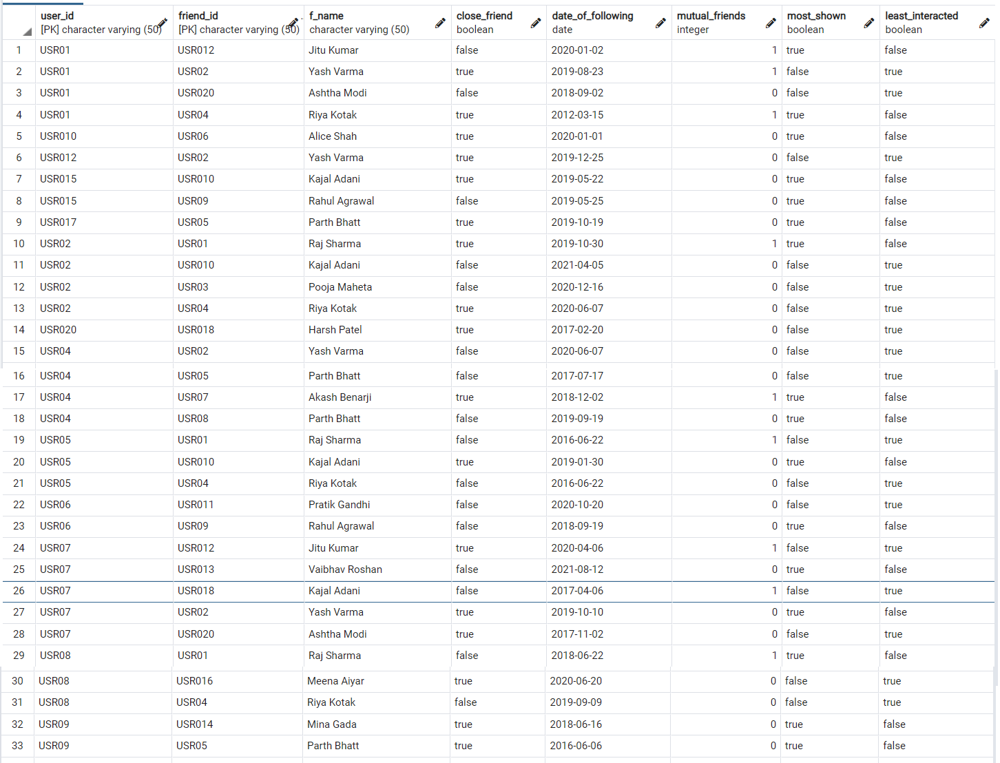 user_id friend_id f_name close_friend date_of_following mutual_friends most_shown least_interacted
[PK] character varying (50) [PK] character varying (50) character varying (50) boolean date integer boolean boolean
1 USR01 USR012 Jitu Kumar false 2020-01-02 1 true false
2 USR01 USR02 Yash Varma true 2019-08-23 1 false true
3 USR01 USR020 Ashtha Modi false 2018-09-02 0 false true
4 USR01 USR04 Riya Kotak true 2012-03-15 1 true false
5 USR010 USR06 Alice Shah true 2020-01-01 0 true false
6 USR012 USR02 Yash Varma true 2019-12-25 0 false true
7 USR015 USR010 Kajal Adani true 2019-05-22 0 true false
8 USR015 USR09 Rahul Agrawal false 2019-05-25 0 true false
9 USR017 USR05 Parth Bhatt true 2019-10-19 0 true false
10 USR02 USR01 Raj Sharma true 2019-10-30 1 true false
11 USR02 USR010 Kajal Adani false 2021-04-05 0 false true
12 USR02 USR03 Pooja Maheta false 2020-12-16 0 false true
13 USR02 USR04 Riya Kotak true 2020-06-07 0 false true
14 USR020 USR018 Harsh Patel true 2017-02-20 0 false true
15 USR04 USR02 Yash Varma false 2020-06-07 0 false true
16 USR04 USR05 Parth Bhatt false 2017-07-17 0 false true
17 USR04 USR07 Akash Benarji true 2018-12-02 1 true false
18 USR04 USR08 Parth Bhatt false 2019-09-19 0 true false
19 USR05 USR01 Raj Sharma false 2016-06-22 1 false true
20 USR05 USR010 Kajal Adani true 2019-01-30 0 true false
21 USR05 USR04 Riya Kotak false 2016-06-22 0 false true
22 USR06 USR011 Pratik Gandhi false 2020-10-20 0 false true
23 USR06 USR09 Rahul Agrawal false 2018-09-19 0 true false
24 USR07 USR012 Jitu Kumar true 2020-04-06 1 false true
25 USR07 USR013 Vaibhav Roshan false 2021-08-12 0 true false
26 USR07 USR018 Kajal Adani false 2017-04-06 1 false true
27 USR07 USR02 Yash Varma true 2019-10-10 0 true false
28 USR07 USR020 Ashtha Modi true 2017-11-02 0 false true
29 USR08 USR01 Raj Sharma false 2018-06-22 1 true false
30 USR08 USR016 Meena Aiyar true 2020-06-20 0 false true
31 USR08 USR04 Riya Kotak false 2019-09-09 0 false true
32 USR09 USR014 Mina Gada true 2018-06-16 0 true false
33 USR09 USR05 Parth Bhatt true 2016-06-06 0 true false